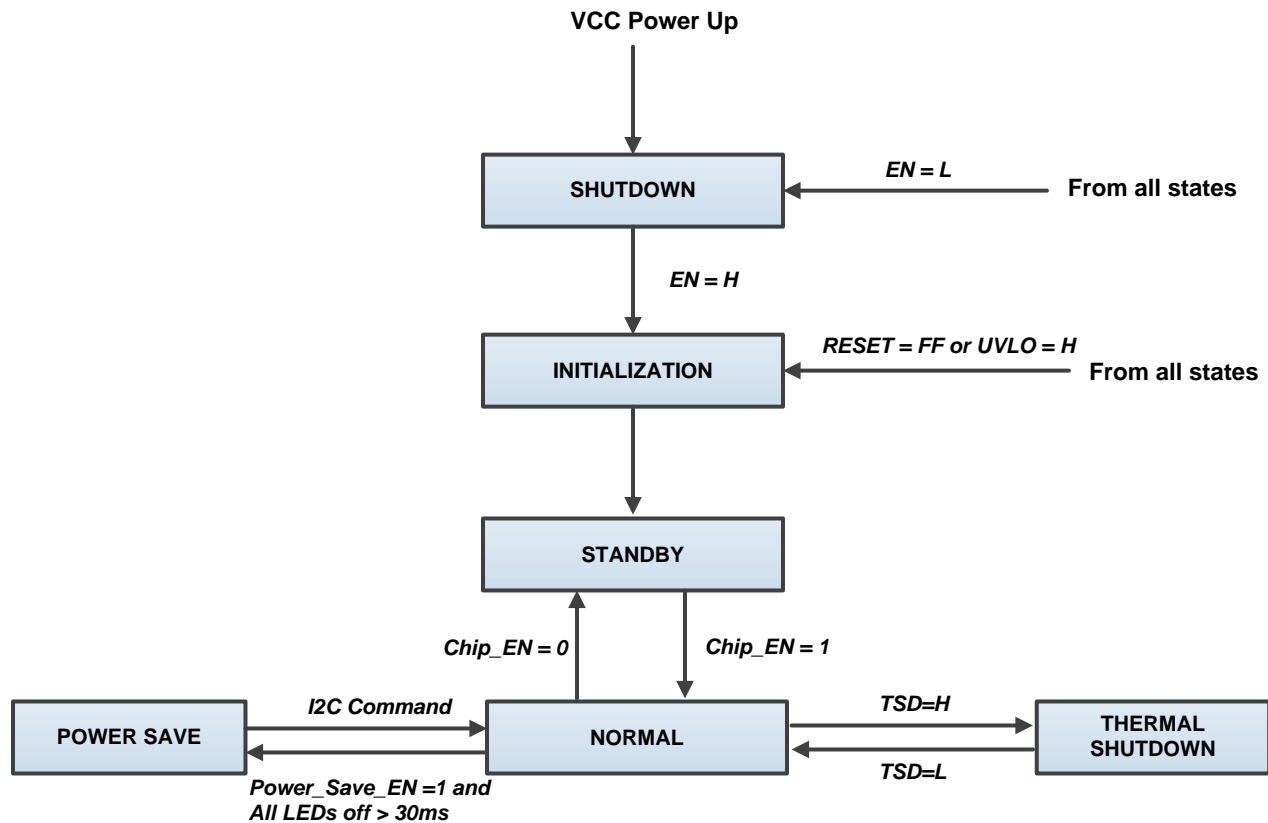 VCC Power Up
SHUTDOWN
EN = L
From all states
EN = H
INITIALIZATION
RESET = FF or UVLO = H
From all states
STANDBY
Chip_EN = 0
Chip_EN = 1
POWER SAVE
I2C Command
NORMAL
TSD=H
THERMAL
SHUTDOWN
TSD=L
Power_Save_EN =1 and
All LEDs off > 30ms